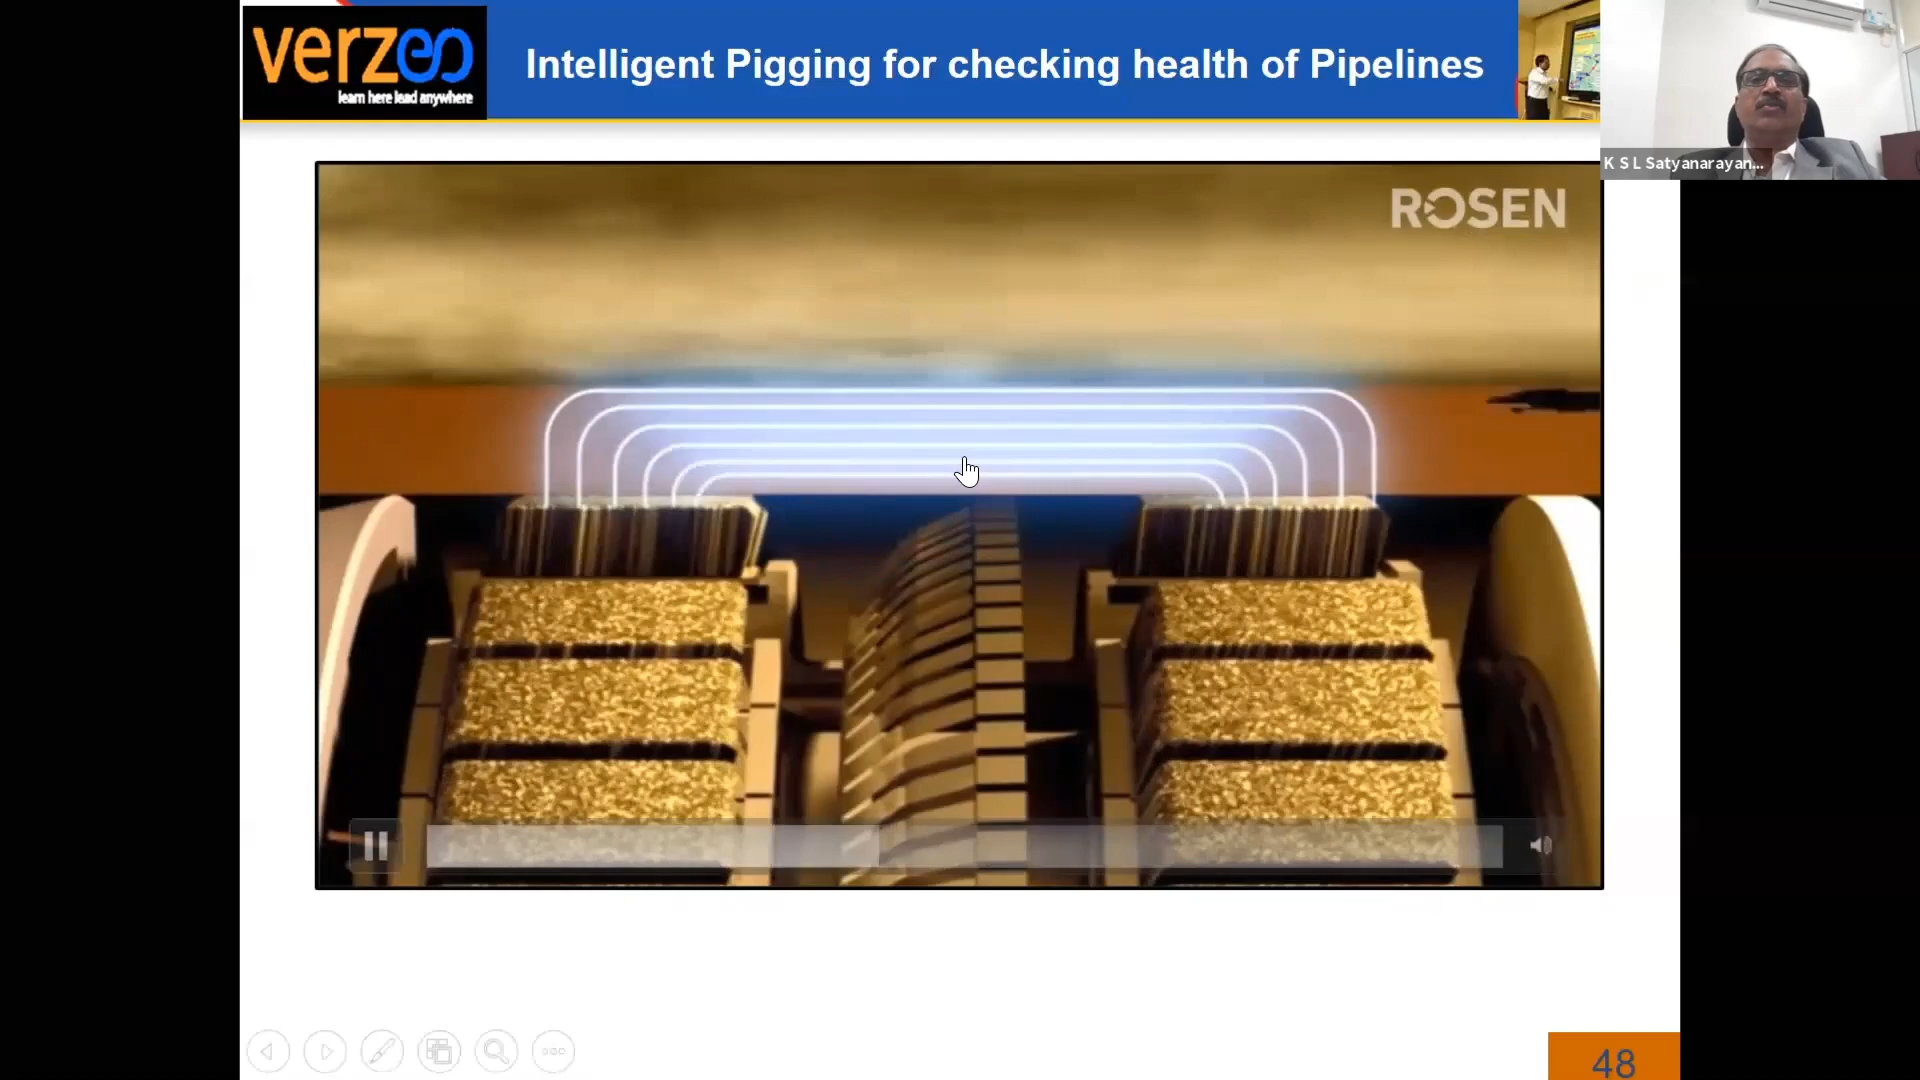 verzeo
learn here lead anywhere
Intelligent Pigging for checking health of Pipelines
K S L Satyanarayan...
ROSEN
48